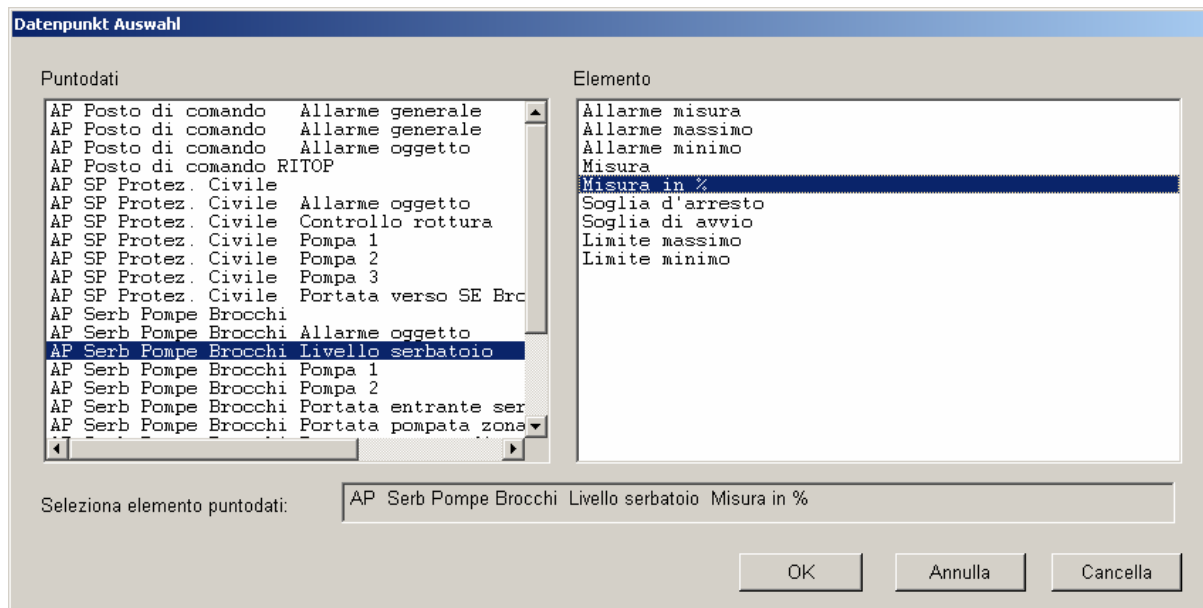 Datenpunkt Auswahl
Puntodati
AP Posto di comando Allarme generale
AP Posto di comando Allarme generale
AP Posto di comando Allarme oggetto
AP Posto di comando RITOP
AP SP Protez. Civile
AP SP Protez. Civile Allarme oggetto
AP SP Protez. Civile Controllo rottura
AP SP Protez. Civile Pompa 1
AP SP Protez. Civile Pompa 2
AP SP Protez. Civile Pompa 3
AP SP Protez. Civile Portata verso SE Brc
AP Serb Pompe Brocchi
AP Serb Pompe Brocchi Allarme oggetto
AP Serb Pompe Brocchi Livello serbatoio
AP Serb Pompe Brocchi Pompa 1
AP Serb Pompe Brocchi Pompa 2
AP Serb Pompe Brocchi Portata entrante ser
AP Serb Pompe Brocchi Portata pompata zona
Elemento
Allarme misura
Allarme massimo
Allarme minimo
Misura
Misura in %
Soglia d'arresto
Soglia di avvio
Limite massimo
Limite minimo
Seleziona elemento puntodati:
AP Serb Pompe Brocchi Livello serbatoio Misura in %
OK
Annulla
Cancella